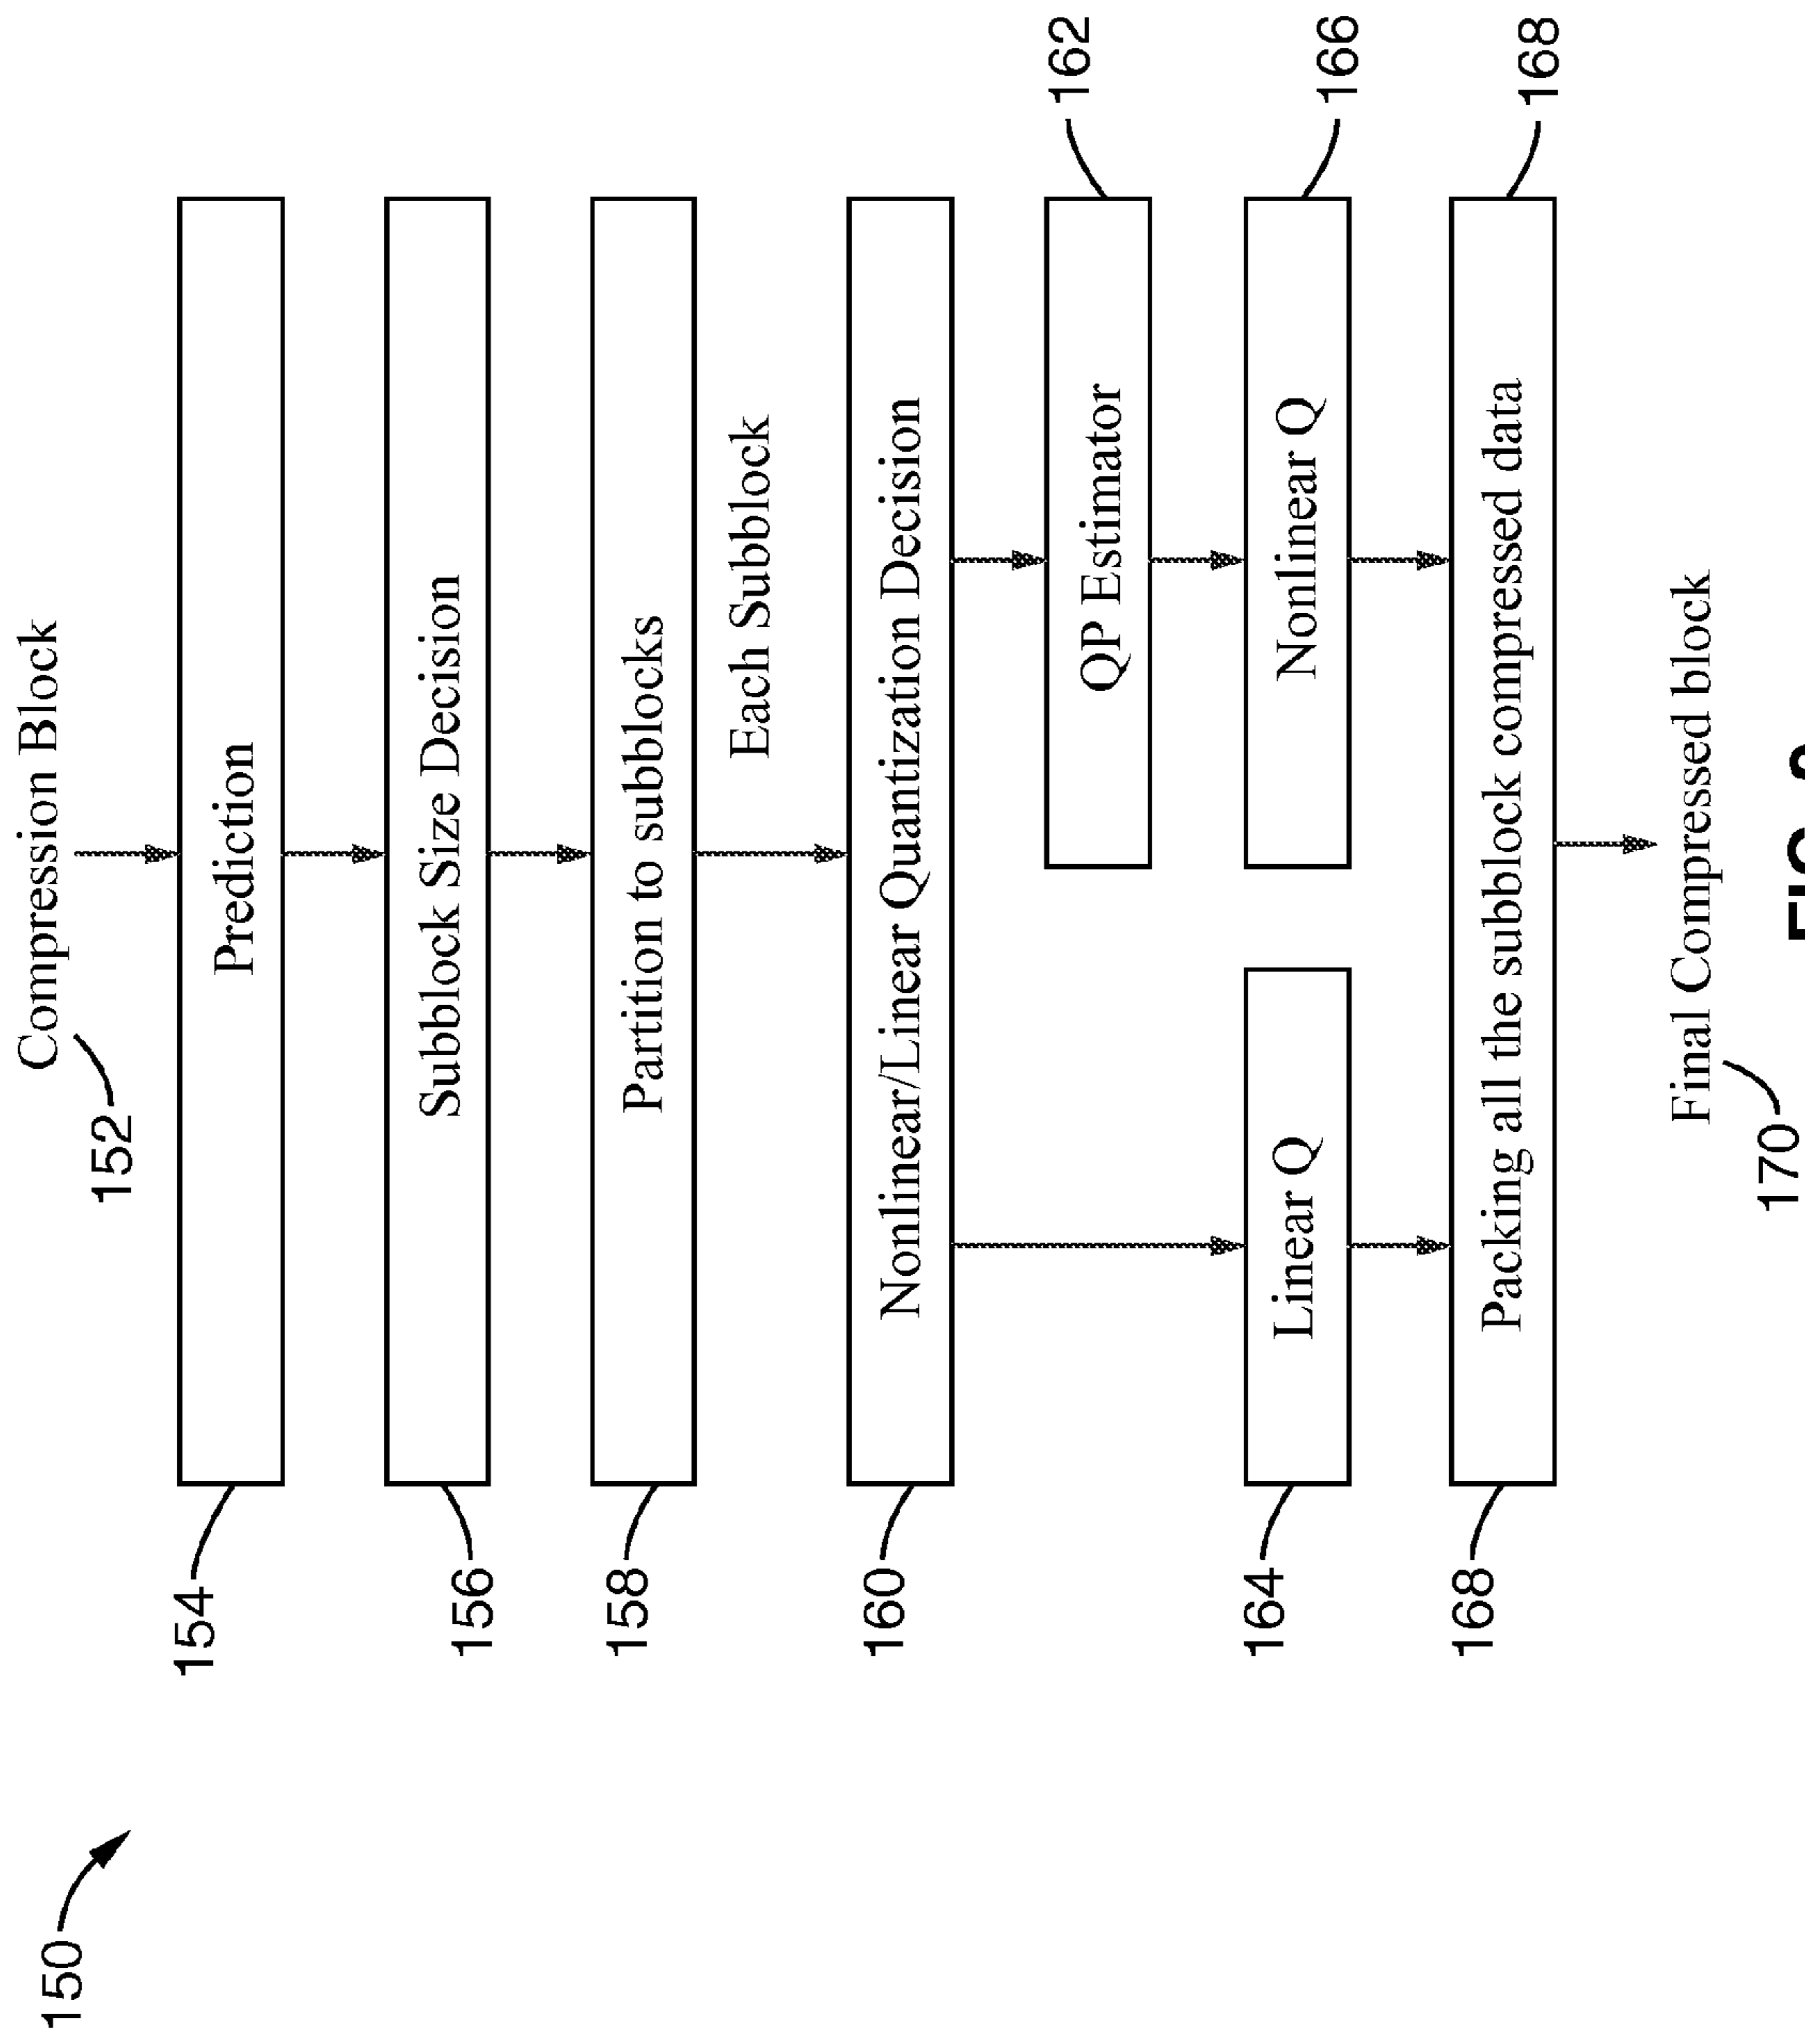 150
Compression Block
152
Prediction
154
Subblock Size Decision
156
Partition to subblocks
158
Each Subblock
Nonlinear/Linear Quantization Decision
160
QP Estimator
162
Linear Q
164
Nonlinear Q
166
Packing all the subblock compressed data
168
168
Final Compressed block
170